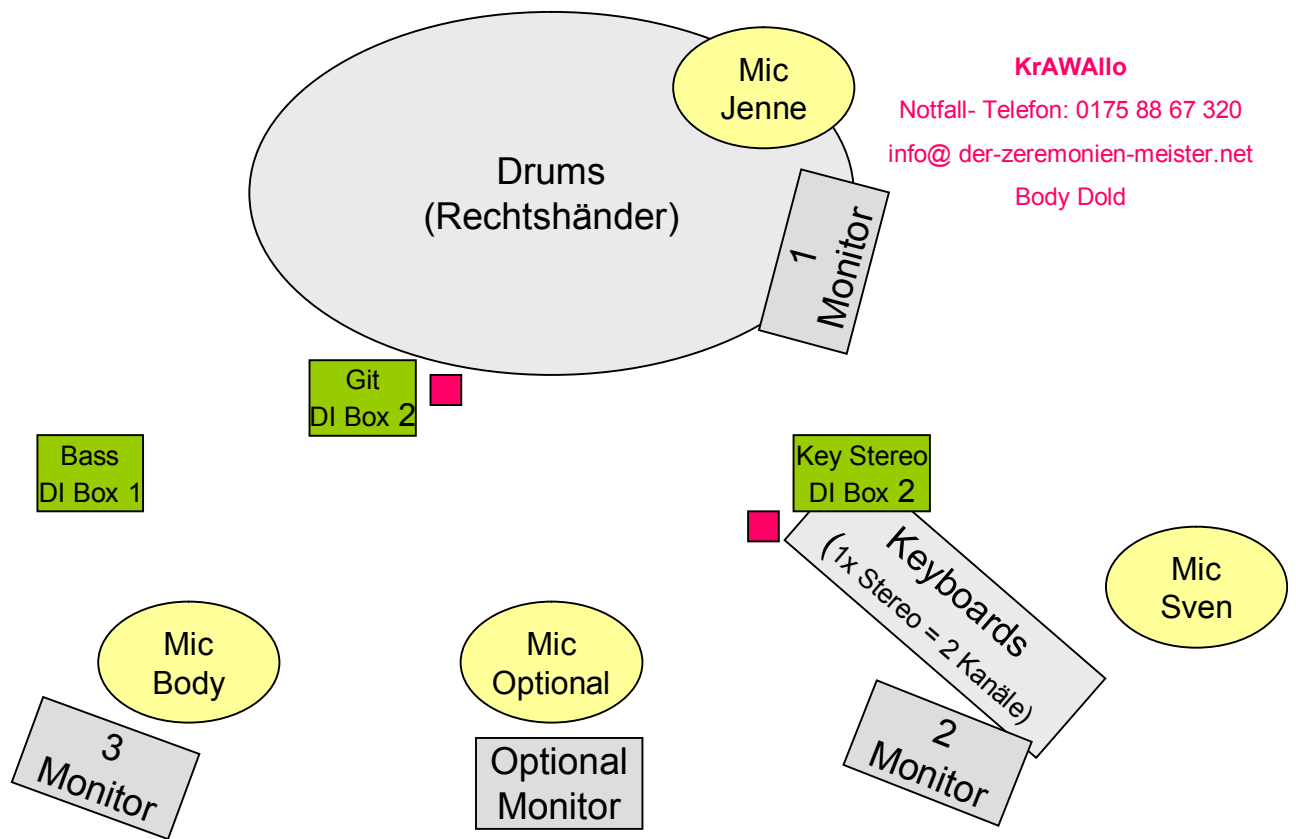 Mic
Jenne
KrAWAllo
Notfall- Telefon: 0175 88 67 320
info@ der-zeremonien-meister.net
Body Dold
Drums
(Rechtshänder)
1
Monitor
Git
DI Box 2
Bass
DI Box 1
Key Stereo
DI Box 2
Keyboards
(1x Stereo = 2 Kanäle)
Mic
Sven
Mic
Body
Mic
Optional
3
Monitor
Optional
Monitor
2
Monitor